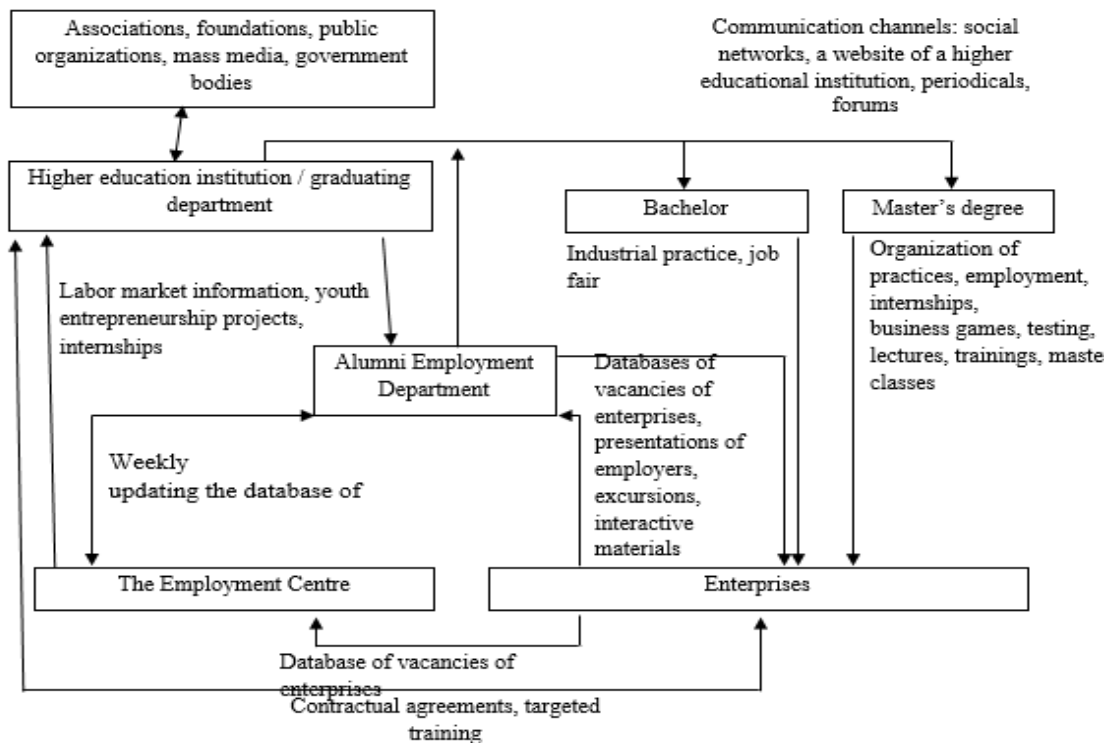 Associations, foundations, public
organizations, mass media, government
bodies
Communication channels: social
networks, a website of a higher
educational institution, periodicals,
forums
Higher education institution / graduating
department
Bachelor
Master's degree
Industrial practice, job
fair
Organization of
practices, employment,
internships,
business games, testing,
lectures, trainings, maste
classes
Labor market information, youth
entrepreneurship projects,
internships
Alumni Employment
Department
Databases of
vacancies of
enterprises,
presentations of
employers,
excursions,
interactive
materials
Weekly
updating the database of
The Employment Centre
Enterprises
Database of vacancies of
enterprises
Contractual agreements, targeted
training